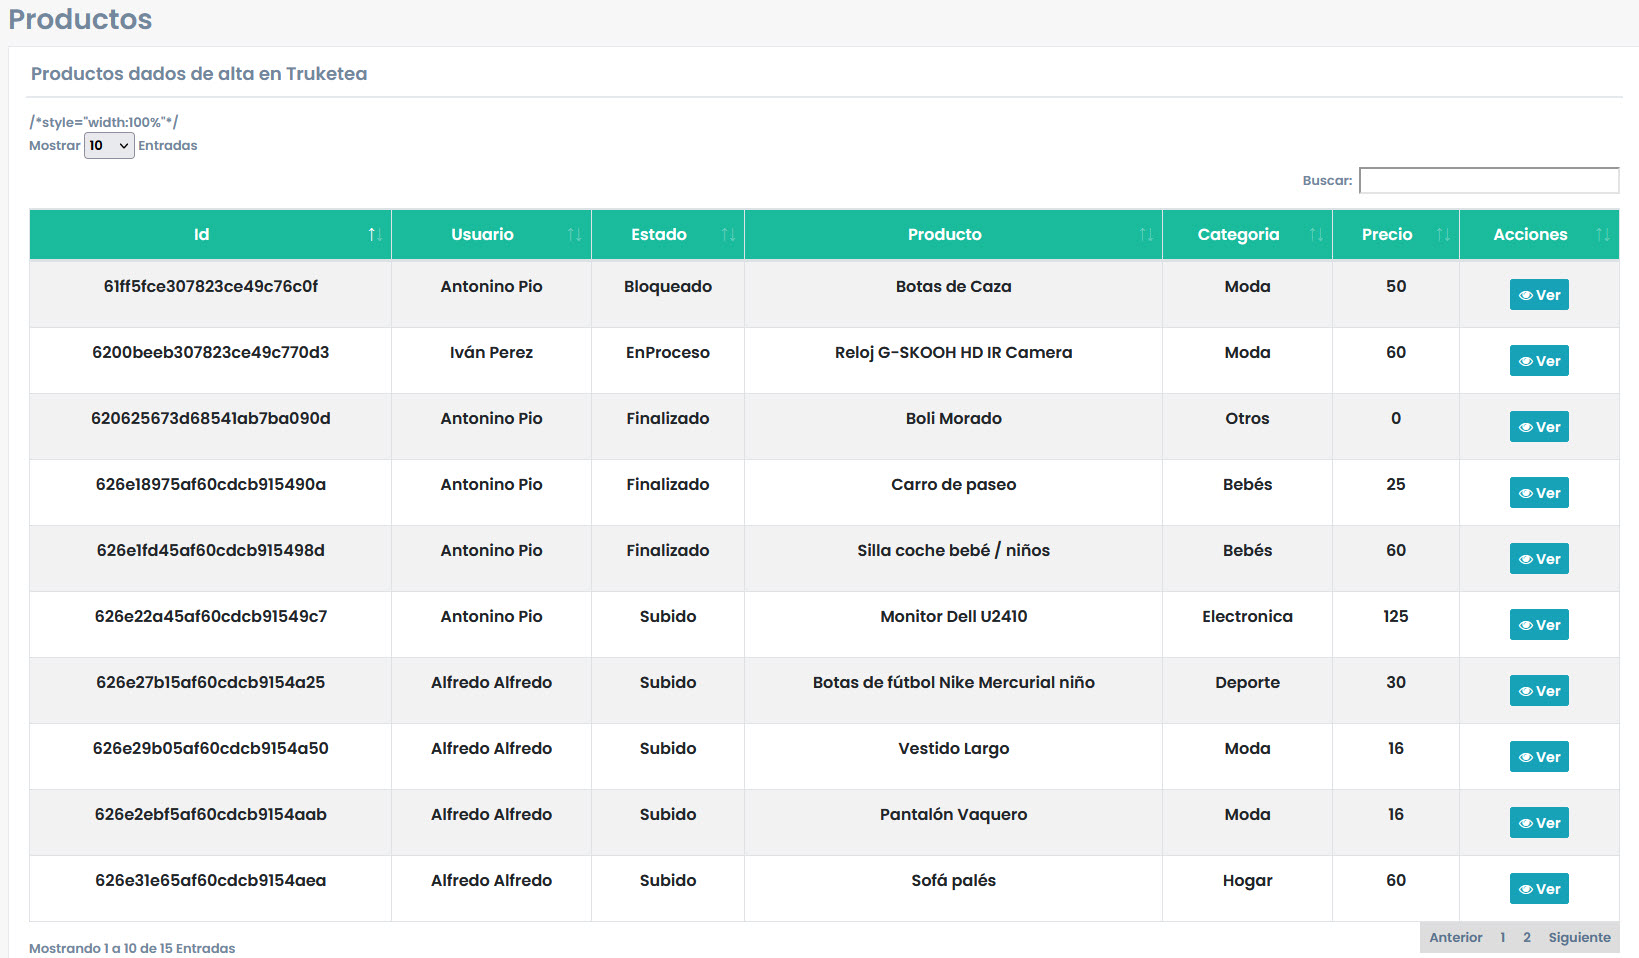 Productos
Productos dados de alta en Truketea
/*style="width:100%"*/
Mostrar 10 Entradas
Buscar:
Id Usuario Estado Producto Categoria Precio Acciones
61ff5fce307823ce49c76c0f Antonino Pio Bloqueado Botas de Caza Moda 50 Ver
6200beeb307823ce49c770d3 Iván Perez EnProceso Reloj G-SKOOH HD IR Camera Moda 60 Ver
620625673d68541ab7ba090d Antonino Pio Finalizado Boli Morado Otros 0 Ver
626e18975af60cdcb915490a Antonino Pio Finalizado Carro de paseo Bebés 25 Ver
626e1fd45af60cdcb915498d Antonino Pio Finalizado Silla coche bebé / niños Bebés 60 Ver
626e22a45af60cdcb91549c7 Antonino Pio Subido Monitor Dell U2410 Electronica 125 Ver
626e27b15af60cdcb9154a25 Alfredo Alfredo Subido Botas de fútbol Nike Mercurial niño Deporte 30 Ver
626e29b05af60cdcb9154a50 Alfredo Alfredo Subido Vestido Largo Moda 16 Ver
626e2ebf5af60cdcb9154aab Alfredo Alfredo Subido Pantalón Vaquero Moda 16 Ver
626e31e65af60cdcb9154aea Alfredo Alfredo Subido Sofá palés Hogar 60 Ver
Mostrando 1 a 10 de 15 Entradas
Anterior 1 2 Siguiente